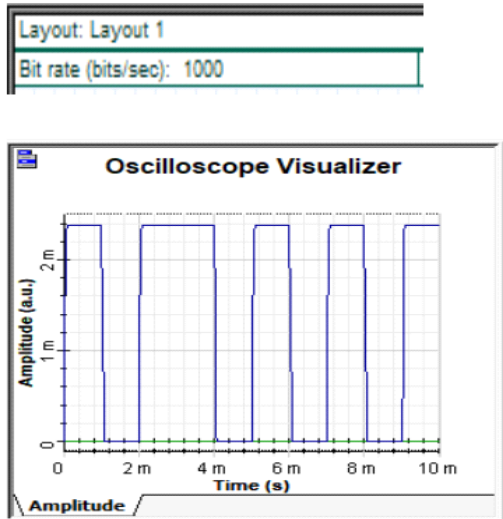 Layout: Layout 1
Bit rate (bits/sec): 1000
Oscilloscope Visualizer
Amplitude (a.u.)
2 m
1 m
0
0 2 m 4 m 6 m 8 m 10 m
Time (s)
Amplitude